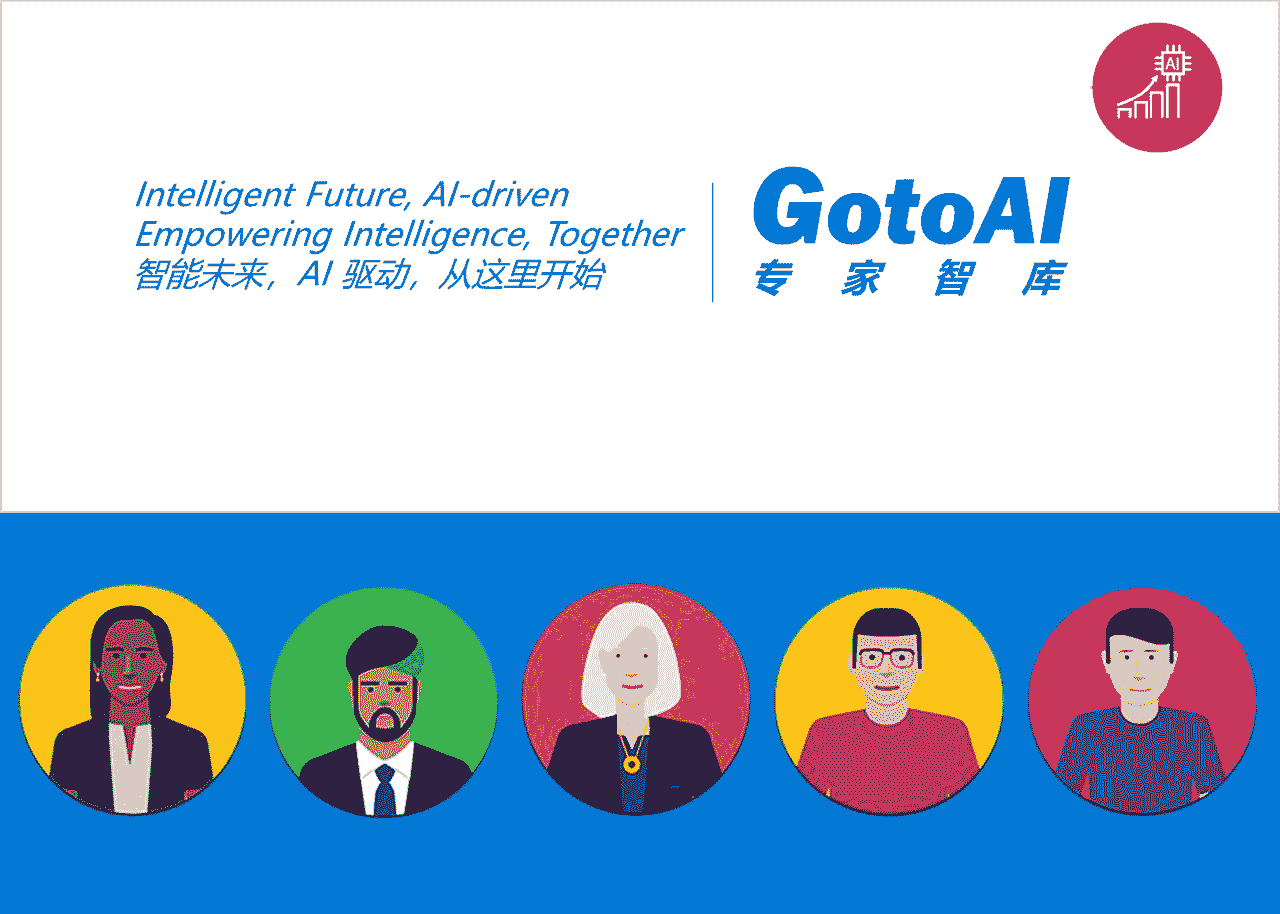 AI
Intelligent Future, AI-driven
Empowering Intelligence, Together
智能未来，AI 驱动，从这里开始
GotoAI
专家智库